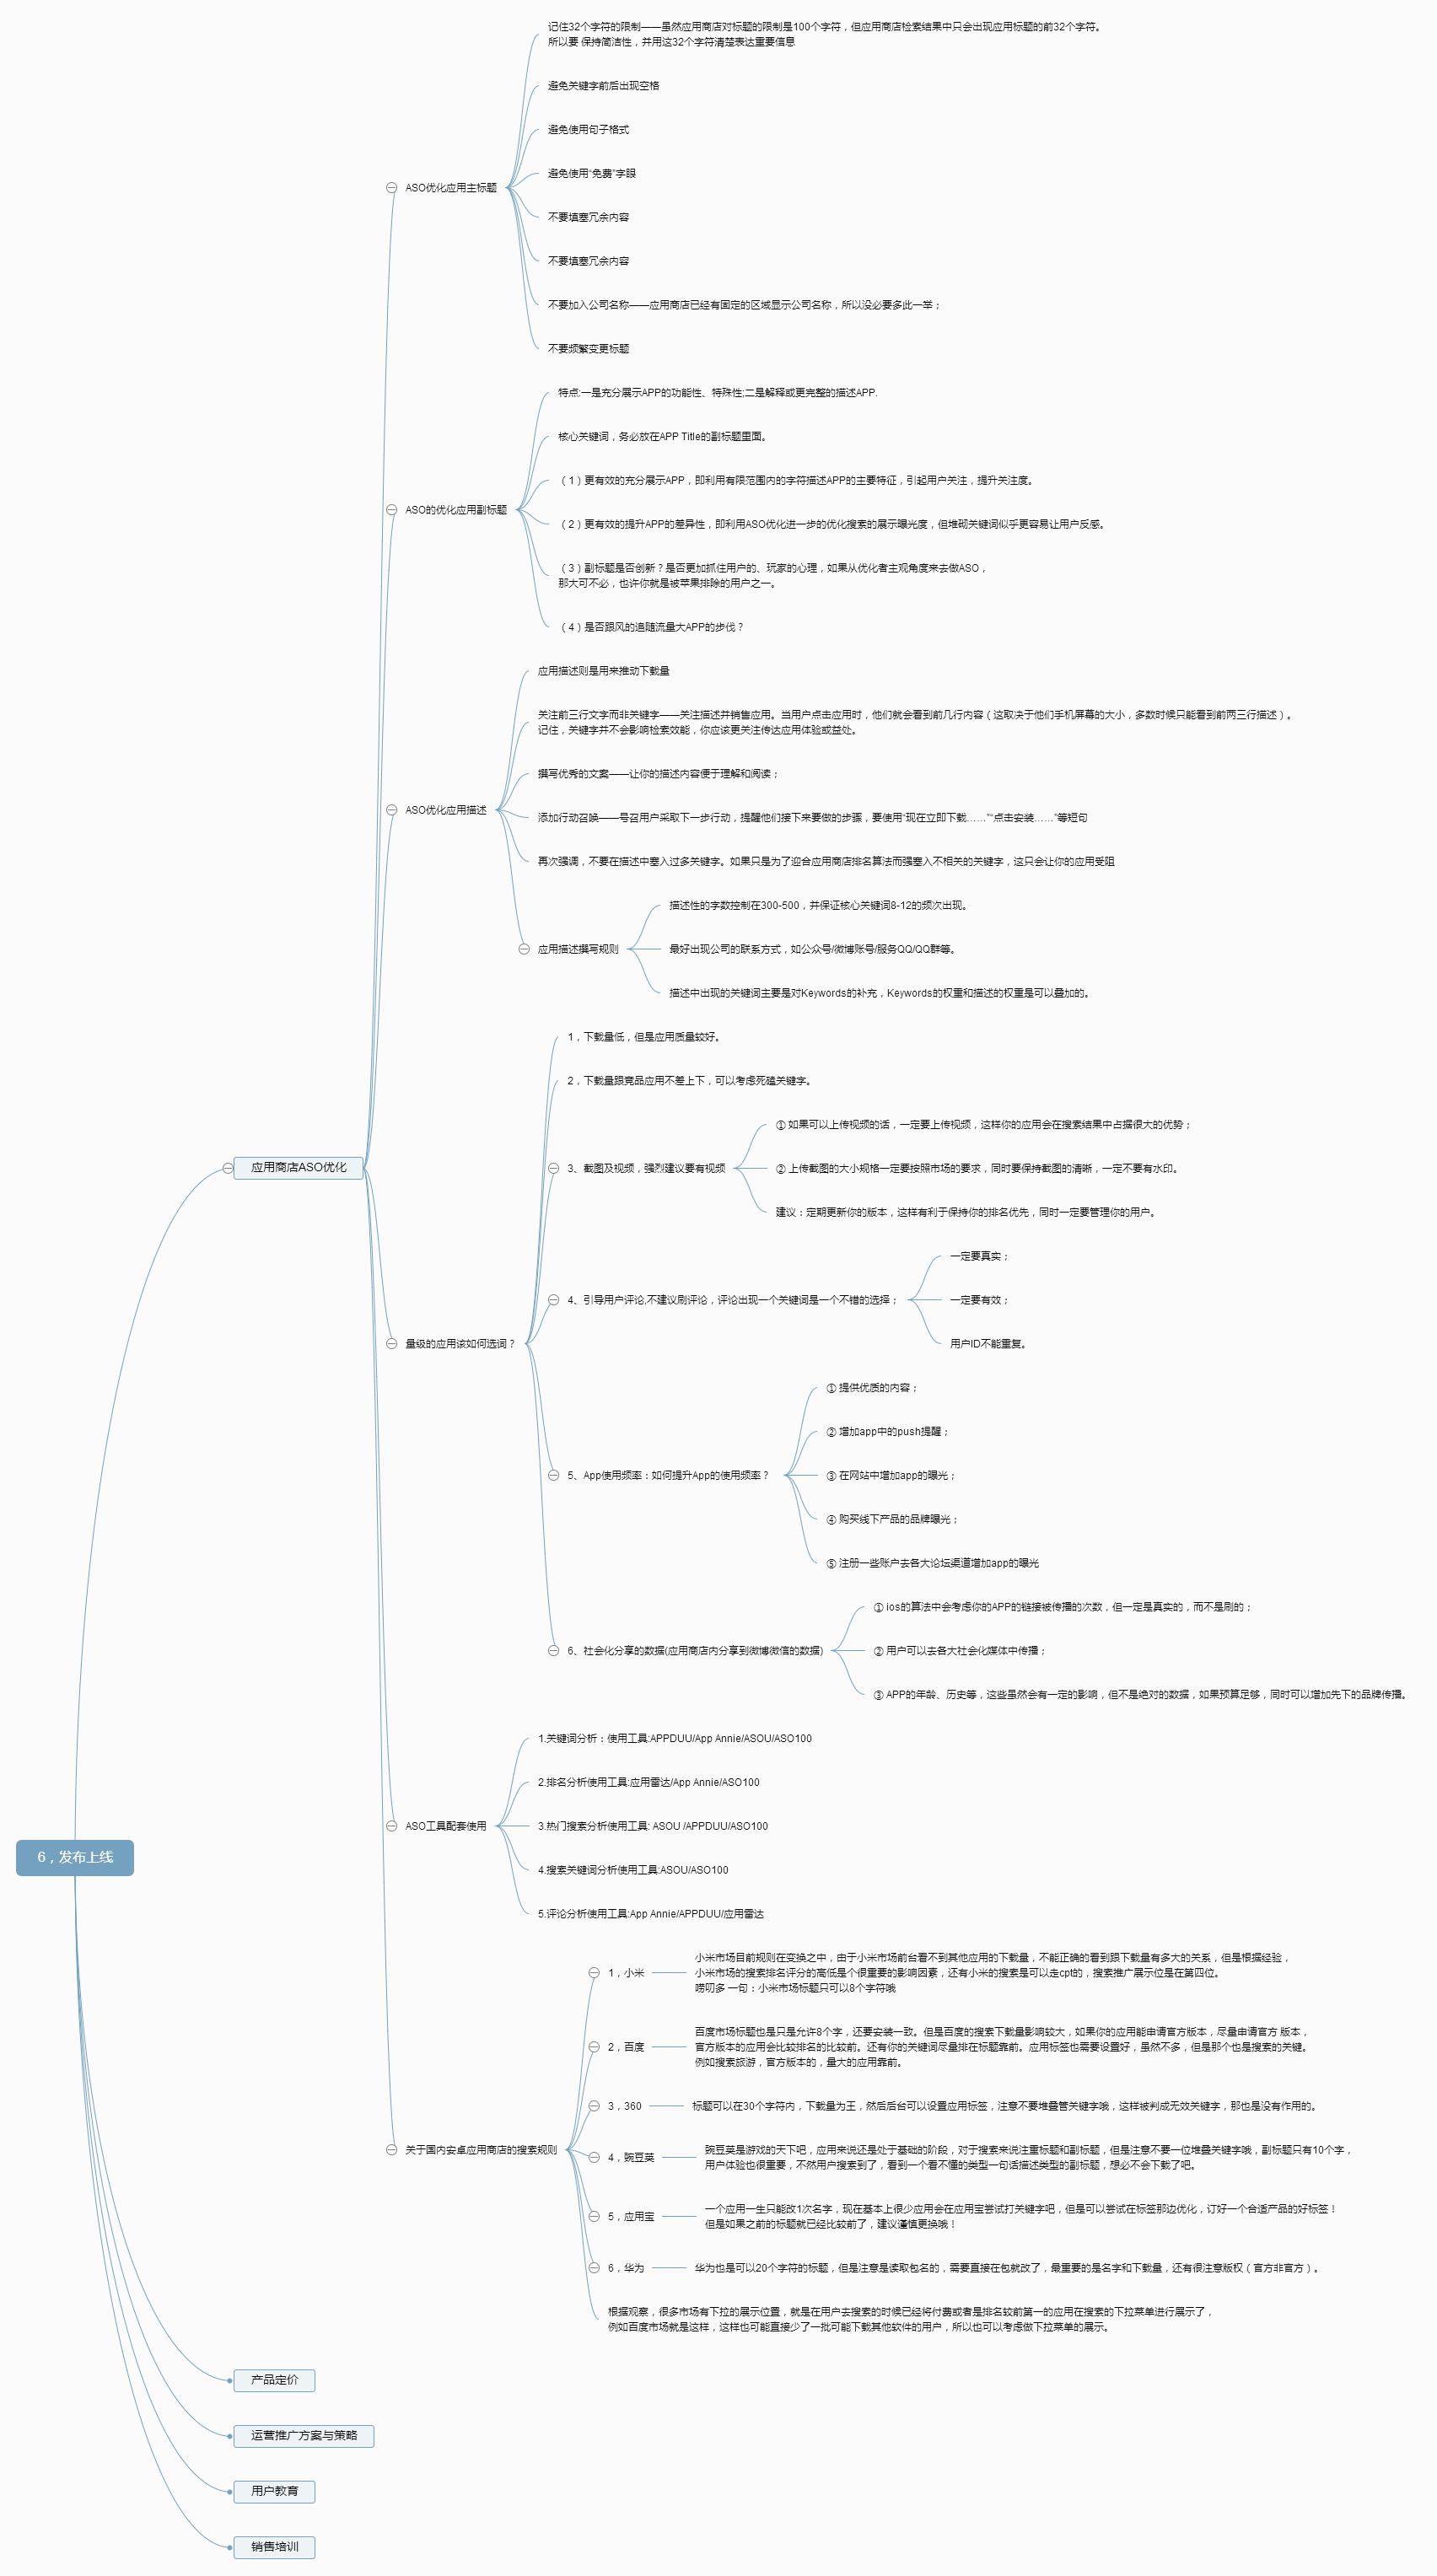 6，发布上线
应用商店ASO优化
ASO优化应用主标题
记住32个字符的限制——虽然应用商店对标题的限制是100个字符，但应用商店检索结果中只会出现应用标题的前32个字符。
所以要 保持简洁性，并用这32个字符清楚表达重要信息
避免关键字前后出现空格
避免使用句子格式
避免使用“免费”字眼
不要填塞冗余内容
不要填塞冗余内容
不要加入公司名称——应用商店已经有固定的区域显示公司名称，所以没必要多此一举；
不要频繁变更标题
ASO的优化应用副标题
特点:一是充分展示APP的功能性、特殊性;二是解释或更完整的描述APP.
核心关键词，务必放在APP Title的副标题里面。
（1）更有效的充分展示APP，即利用有限范围内的字符描述APP的主要特征，引起用户关注，提升关注度。
（2）更有效的提升APP的差异性，即利用ASO优化进一步的优化搜索的展示曝光度，但堆砌关键词似乎更容易让用户反感。
（3）副标题是否创新？是否更加抓住用户的、玩家的心理，如果从优化者主观角度来去做ASO，
那大可不必，也许你就是被苹果排除的用户之一。
（4）是否跟风的追随流量大APP的步伐？
ASO优化应用描述
应用描述则是用来推动下载量
关注前三行文字而非关键字——关注描述并销售应用。当用户点击应用时，他们就会看到前几行内容（这取决于他们手机屏幕的大小，多数时候只能看到前两三行描述）。
记住，关键字并不会影响检索效能，你应该更关注传达应用体验或益处。
撰写优秀的文案——让你的描述内容便于理解和阅读；
添加行动召唤——号召用户采取下一步行动，提醒他们接下来要做的步骤，要使用“现在立即下载……”“点击安装……”等短句
再次强调，不要在描述中塞入过多关键字。如果只是为了迎合应用商店排名算法而强塞入不相关的关键字，这只会让你的应用受阻
应用描述撰写规则
描述性的字数控制在300-500，并保证核心关键词8-12的频次出现。
最好出现公司的联系方式，如公众号/微博账号/服务QQ/QQ群等。
描述中出现的关键词主要是对Keywords的补充，Keywords的权重和描述的权重是可以叠加的。
量级的应用该如何选词？
1，下载量低，但是应用质量较好。
2，下载量跟竞品应用不差上下，可以考虑死磕关键字。
3、截图及视频，强烈建议要有视频
① 如果可以上传视频的话，一定要上传视频，这样你的应用会在搜索结果中占据很大的优势；
② 上传截图的大小规格一定要按照市场的要求，同时要保持截图的清晰，一定不要有水印。
建议：定期更新你的版本，这样有利于保持你的排名优先，同时一定要管理你的用户。
4、引导用户评论,不建议刷评论，评论出现一个关键词是一个不错的选择；
一定要真实；
一定要有效；
用户ID不能重复。
5、App使用频率：如何提升App的使用频率？
① 提供优质的内容；
② 增加app中的push提醒；
③ 在网站中增加app的曝光；
④ 购买线下产品的品牌曝光；
⑤ 注册一些账户去各大论坛渠道增加app的曝光
6、社会化分享的数据(应用商店内分享到微博微信的数据)
① ios的算法中会考虑你的APP的链接被传播的次数，但一定是真实的，而不是刷的；
② 用户可以去各大社会化媒体中传播；
③ APP的年龄、历史等，这些虽然会有一定的影响，但不是绝对的数据，如果预算足够，同时可以增加先下的品牌传播。
ASO工具配套使用
1.关键词分析：使用工具:APPDUU/App Annie/ASOU/ASO100
2.排名分析使用工具:应用雷达/App Annie/ASO100
3.热门搜索分析使用工具: ASOU /APPDUU/ASO100
4.搜索关键词分析使用工具:ASOU/ASO100
5.评论分析使用工具:App Annie/APPDUU/应用雷达
关于国内安卓应用商店的搜索规则
1，小米
小米市场目前规则在变换之中，由于小米市场前台看不到其他应用的下载量，不能正确的看到跟下载量有多大的关系，但是根据经验，
小米市场的搜索排名评分的高低是个很重要的影响因素，还有小米的搜索是可以走cpt的，搜索推广展示位是在第四位。
唠叨多 一句：小米市场标题只可以8个字符哦
2，百度
百度市场标题也是只是允许8个字，还要安装一致。但是百度的搜索下载量影响较大，如果你的应用能申请官方版本，尽量申请官方 版本，
官方版本的应用会比较排名的比较前。还有你的关键词尽量排在标题靠前。应用标签也需要设置好，虽然不多，但是那个也是搜索的关键。
例如搜索旅游，官方版本的，量大的应用靠前。
3，360
标题可以在30个字符内，下载量为王，然后后台可以设置应用标签，注意不要堆叠管关键字哦，这样被判成无效关键字，那也是没有作用的。
4，豌豆荚
豌豆荚是游戏的天下吧，应用来说还是处于基础的阶段，对于搜索来说注重标题和副标题，但是注意不要一位堆叠关键字哦，副标题只有10个字，
用户体验也很重要，不然用户搜索到了，看到一个看不懂的类型一句话描述类型的副标题，想必不会下载了吧。
5，应用宝
一个应用一生只能改1次名字，现在基本上很少应用会在应用宝尝试打关键字吧，但是可以尝试在标签那边优化，订好一个合适产品的好标签！
但是如果之前的标题就已经比较前了，建议谨慎更换哦！
6，华为
华为也是可以20个字符的标题，但是注意是读取包名的，需要直接在包就改了，最重要的是名字和下载量，还有很注意版权（官方非官方）。
根据观察，很多市场有下拉的展示位置，就是在用户去搜索的时候已经将付费或者是排名较前第一的应用在搜索的下拉菜单进行展示了，
例如百度市场就是这样，这样也可能直接少了一批可能下载其他软件的用户，所以也可以考虑做下拉菜单的展示。
产品定价
运营推广方案与策略
用户教育
销售培训